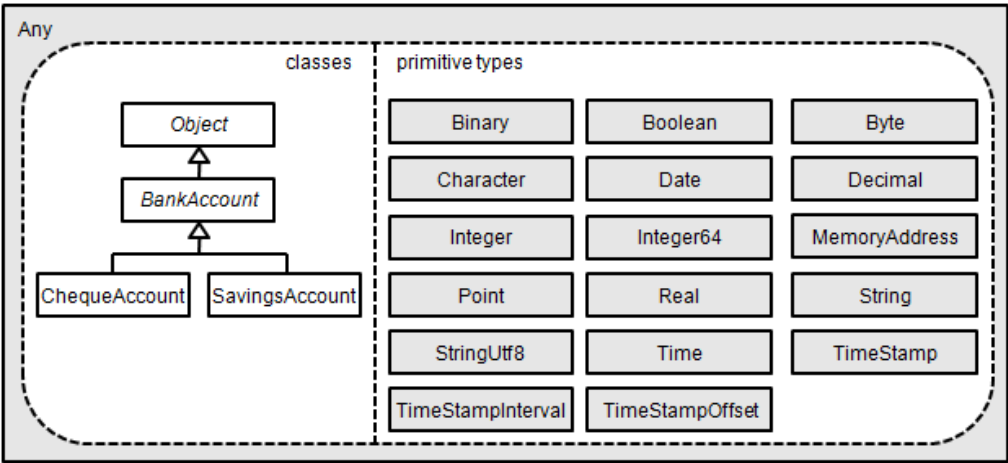 Any
classes
primitive types
Object
BankAccount
ChequeAccount
SavingsAccount
Binary
Boolean
Byte
Character
Date
Decimal
Integer
Integer64
MemoryAddress
Point
Real
String
StringUtf8
Time
TimeStamp
TimeStampInterval
TimeStampOffset